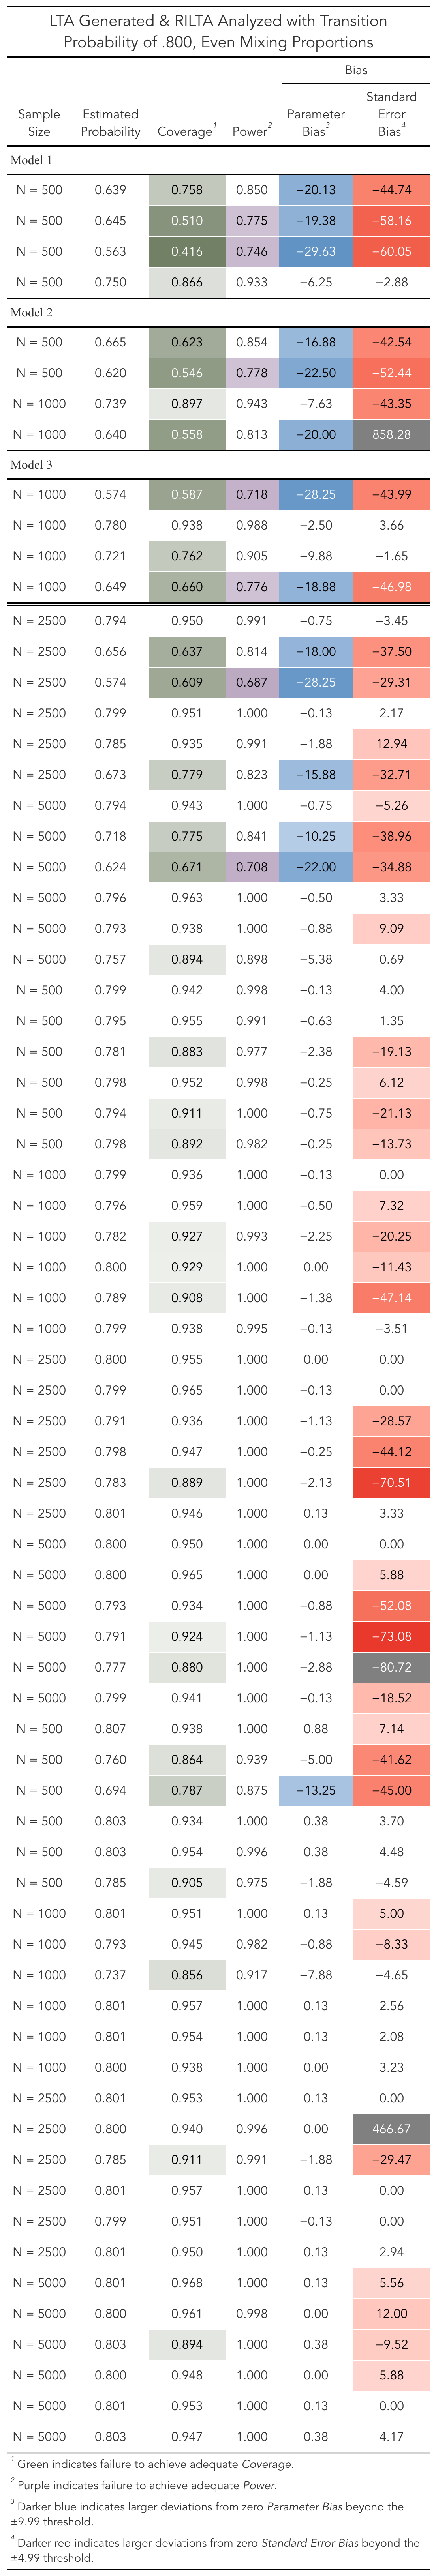 LTA Generated & RILTA Analyzed with Transition
Probability of .800, Even Mixing Proportions
Bias
Sample Size Estimated Probability Coverage1 Power2 Parameter Bias3 Standard Error Bias4
Model 1
N = 500 0.639 0.758 0.850 −20.13 −44.74
N = 500 0.645 0.510 0.775 −19.38 −58.16
N = 500 0.563 0.416 0.746 −29.63 −60.05
N = 500 0.750 0.866 0.933 −6.25 −2.88
Model 2
N = 500 0.665 0.623 0.854 −16.88 −42.54
N = 500 0.620 0.546 0.778 −22.50 −52.44
N = 1000 0.739 0.897 0.943 −7.63 −43.35
N = 1000 0.640 0.558 0.813 −20.00 858.28
Model 3
N = 1000 0.574 0.587 0.718 −28.25 −43.99
N = 1000 0.780 0.938 0.988 −2.50 3.66
N = 1000 0.721 0.762 0.905 −9.88 −1.65
N = 1000 0.649 0.660 0.776 −18.88 −46.98
N = 2500 0.794 0.950 0.991 −0.75 −3.45
N = 2500 0.656 0.637 0.814 −18.00 −37.50
N = 2500 0.574 0.609 0.687 −28.25 −29.31
N = 2500 0.799 0.951 1.000 −0.13 2.17
N = 2500 0.785 0.935 0.991 −1.88 12.94
N = 2500 0.673 0.779 0.823 −15.88 −32.71
N = 5000 0.794 0.943 1.000 −0.75 −5.26
N = 5000 0.718 0.775 0.841 −10.25 −38.96
N = 5000 0.624 0.671 0.708 −22.00 −34.88
N = 5000 0.796 0.963 1.000 −0.50 3.33
N = 5000 0.793 0.938 1.000 −0.88 9.09
N = 5000 0.757 0.894 0.898 −5.38 0.69
N = 500 0.799 0.942 0.998 −0.13 4.00
N = 500 0.795 0.955 0.991 −0.63 1.35
N = 500 0.781 0.883 0.977 −2.38 −19.13
N = 500 0.798 0.952 0.998 −0.25 6.12
N = 500 0.794 0.911 1.000 −0.75 −21.13
N = 500 0.798 0.892 0.982 −0.25 −13.73
N = 1000 0.799 0.936 1.000 −0.13 0.00
N = 1000 0.796 0.959 1.000 −0.50 7.32
N = 1000 0.782 0.927 0.993 −2.25 −20.25
N = 1000 0.800 0.929 1.000 0.00 −11.43
N = 1000 0.789 0.908 1.000 −1.38 −47.14
N = 1000 0.799 0.938 0.995 −0.13 −3.51
N = 2500 0.800 0.955 1.000 0.00 0.00
N = 2500 0.799 0.965 1.000 −0.13 0.00
N = 2500 0.791 0.936 1.000 −1.13 −28.57
N = 2500 0.798 0.947 1.000 −0.25 −44.12
N = 2500 0.783 0.889 1.000 −2.13 −70.51
N = 2500 0.801 0.946 1.000 0.13 3.33
N = 5000 0.800 0.950 1.000 0.00 0.00
N = 5000 0.800 0.965 1.000 0.00 5.88
N = 5000 0.793 0.934 1.000 −0.88 −52.08
N = 5000 0.791 0.924 1.000 −1.13 −73.08
N = 5000 0.777 0.880 1.000 −2.88 −80.72
N = 5000 0.799 0.941 1.000 −0.13 −18.52
N = 500 0.807 0.938 1.000 0.88 7.14
N = 500 0.760 0.864 0.939 −5.00 −41.62
N = 500 0.694 0.787 0.875 −13.25 −45.00
N = 500 0.803 0.934 1.000 0.38 3.70
N = 500 0.803 0.954 0.996 0.38 4.48
N = 500 0.785 0.905 0.975 −1.88 −4.59
N = 1000 0.801 0.951 1.000 0.13 5.00
N = 1000 0.793 0.945 0.982 −0.88 −8.33
N = 1000 0.737 0.856 0.917 −7.88 −4.65
N = 1000 0.801 0.957 1.000 0.13 2.56
N = 1000 0.801 0.954 1.000 0.13 2.08
N = 1000 0.800 0.938 1.000 0.00 3.23
N = 2500 0.801 0.953 1.000 0.13 0.00
N = 2500 0.800 0.940 0.996 0.00 466.67
N = 2500 0.785 0.911 0.991 −1.88 −29.47
N = 2500 0.801 0.957 1.000 0.13 0.00
N = 2500 0.799 0.951 1.000 −0.13 0.00
N = 2500 0.801 0.950 1.000 0.13 2.94
N = 5000 0.801 0.968 1.000 0.13 5.56
N = 5000 0.800 0.961 0.998 0.00 12.00
N = 5000 0.803 0.894 1.000 0.38 −9.52
N = 5000 0.800 0.948 1.000 0.00 5.88
N = 5000 0.801 0.953 1.000 0.13 0.00
N = 5000 0.803 0.947 1.000 0.38 4.17
1 Green indicates failure to achieve adequate Coverage.
2 Purple indicates failure to achieve adequate Power.
3 Darker blue indicates larger deviations from zero Parameter Bias beyond the
±9.99 threshold.
4 Darker red indicates larger deviations from zero Standard Error Bias beyond the
±4.99 threshold.